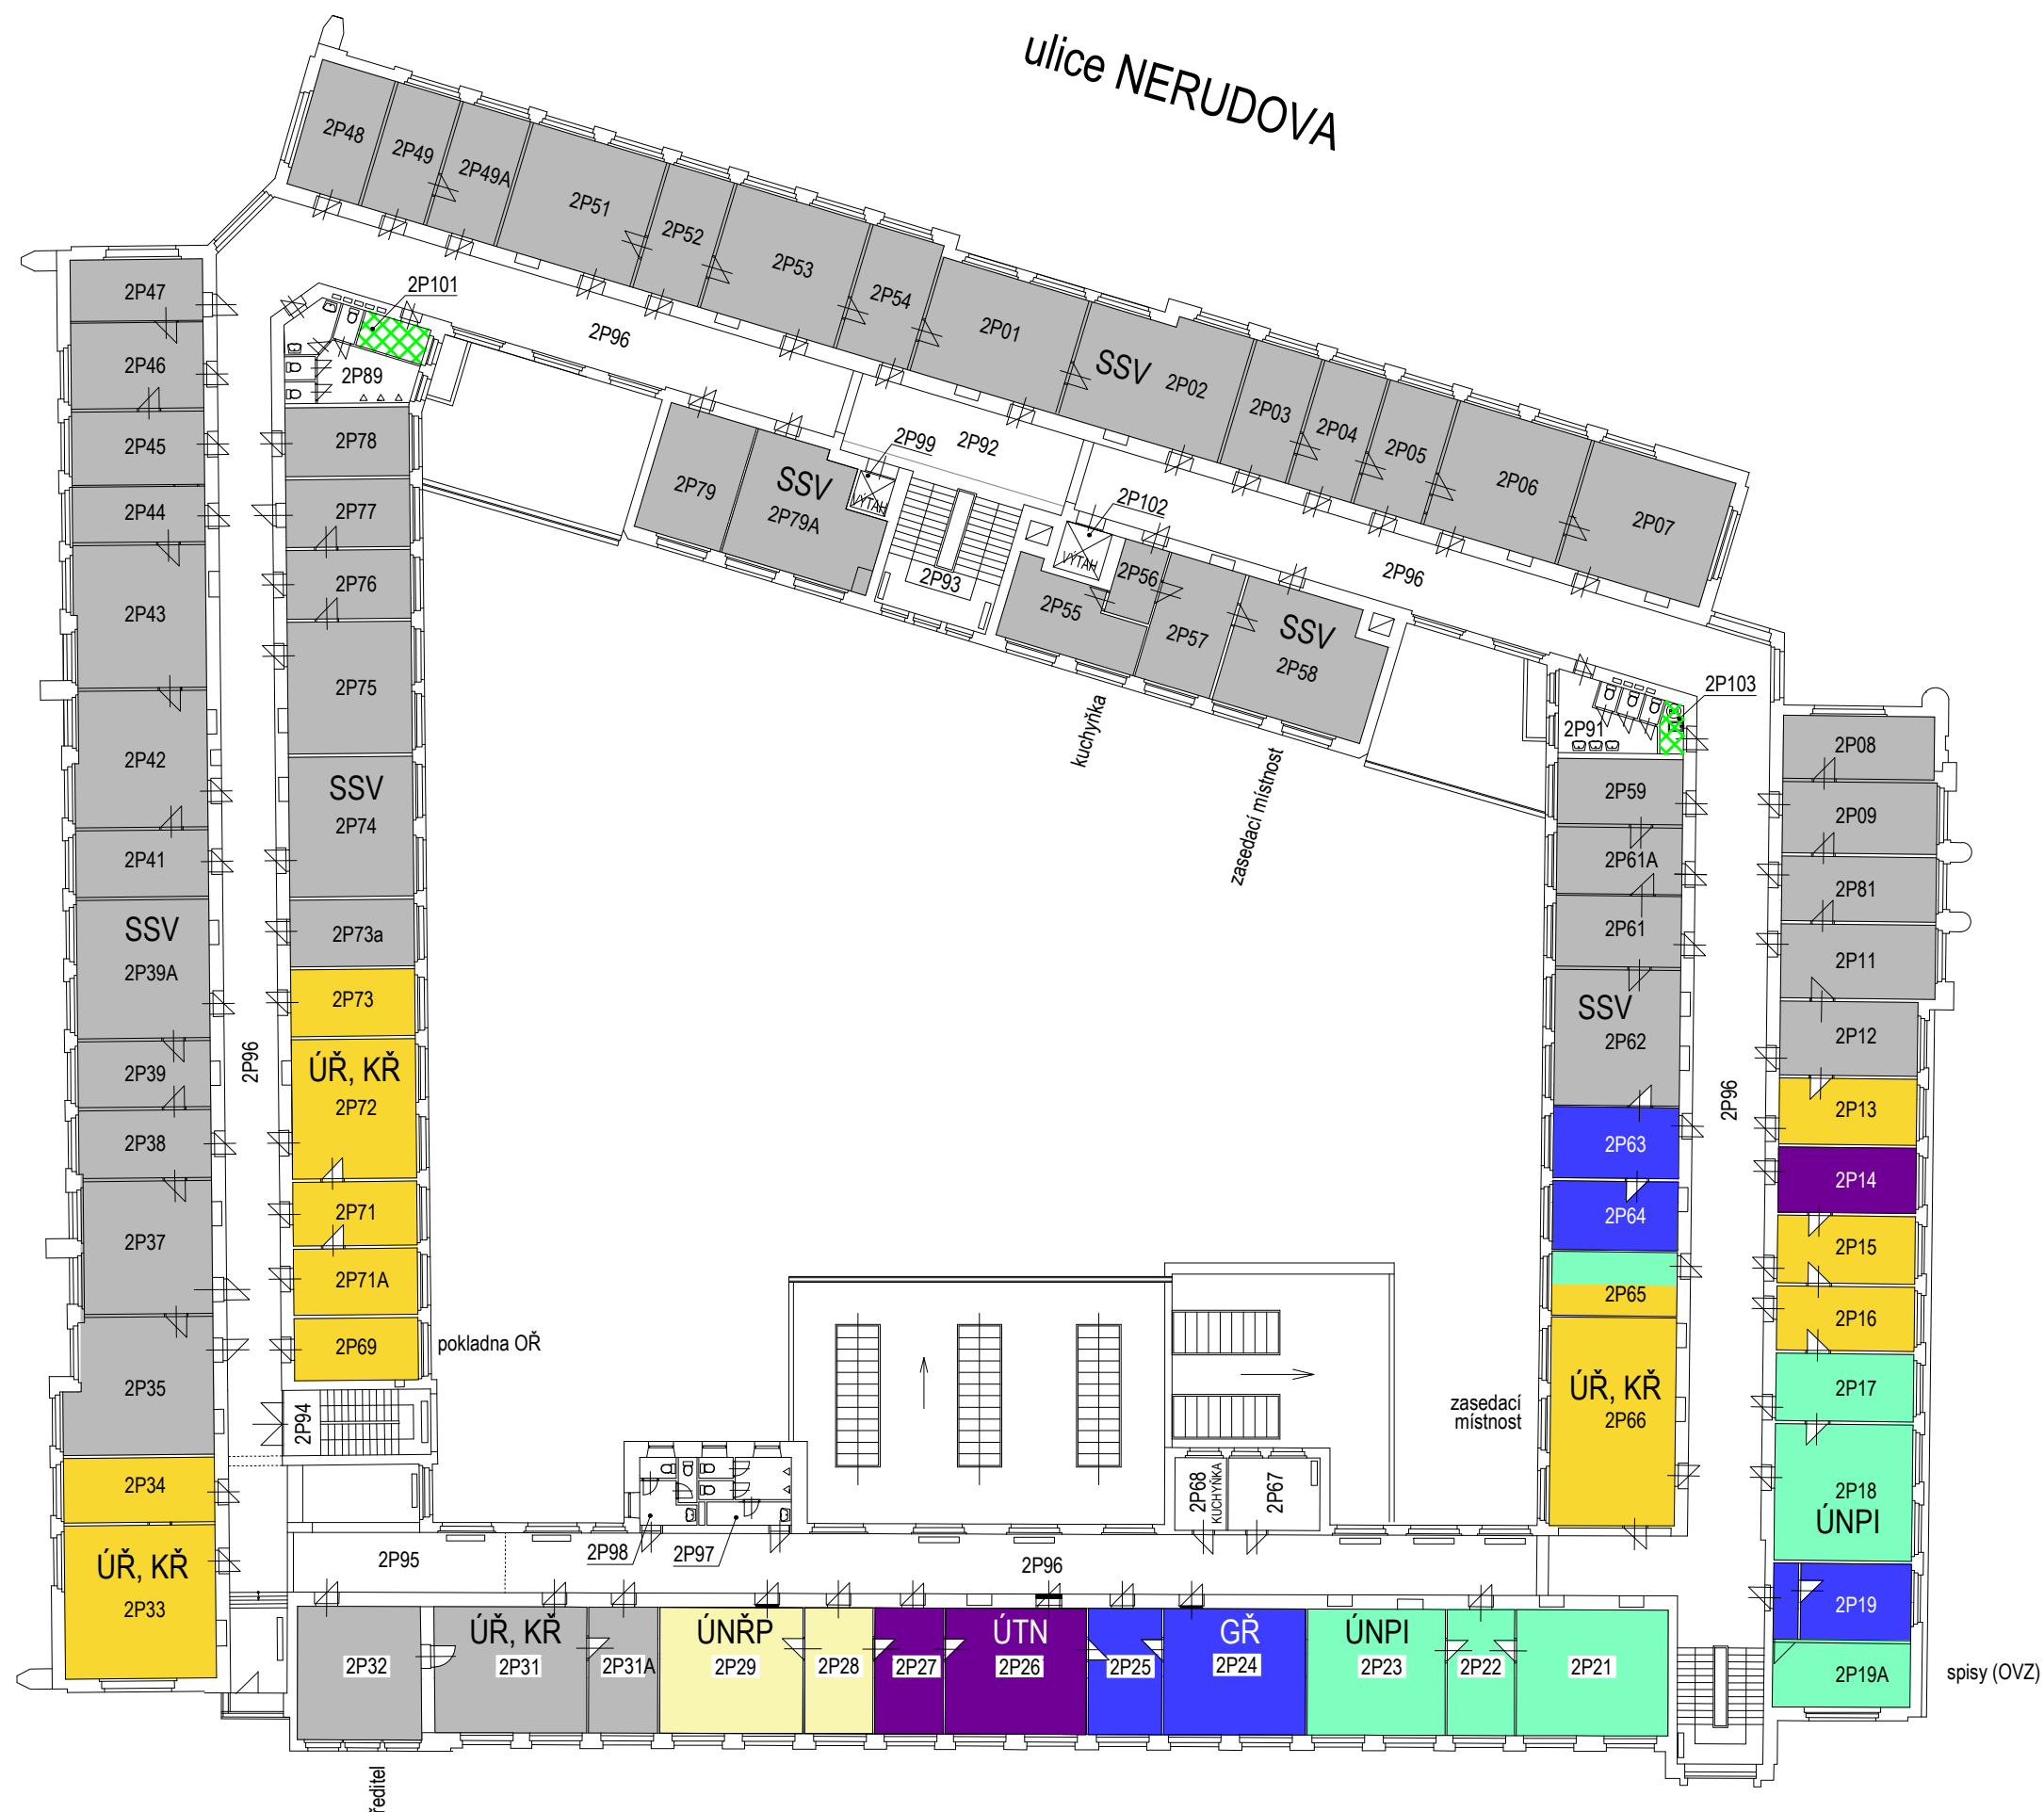 ulice NERUDOVA
2P48
2P49
2P49A
2P51
2P52
2P53
2P54
2P01
SSV
2P02
2P03
2P04
2P05
2P06
2P07
2P47
2P46
2P45
2P44
2P43
2P42
2P41
SSV
2P39A
2P39
2P38
2P37
2P35
2P34
ÚŘ, KŘ
2P33
2P101
2P89
2P96
2P78
2P77
2P76
2P75
SSV
2P74
2P73a
2P73
ÚŘ, KŘ
2P72
2P71
2P71A
2P69
pokladna OŘ
2P94
2P96
2P79
SSV
2P79A
2P99
VÝTAH
2P92
2P93
2P102
VÝTAH
2P55
2P56
2P57
SSV
2P58
2P96
kuchyňka
zasedací místnost
2P103
2P91
2P59
2P61A
2P61
SSV
2P62
2P63
2P64
2P65
ÚŘ, KŘ
2P66
zasedací
místnost
2P96
2P08
2P09
2P81
2P11
2P12
2P13
2P14
2P15
2P16
2P17
2P18
ÚNPI
2P19
2P19A
spisy (OVZ)
2P68
KUCHYŇKA
2P67
2P95
2P98
2P97
2P96
2P32
ÚŘ, KŘ
2P31
2P31A
ÚNŘP
2P29
2P28
2P27
ÚTN
2P26
2P25
GŘ
2P24
ÚNPI
2P23
2P22
2P21
ředitel